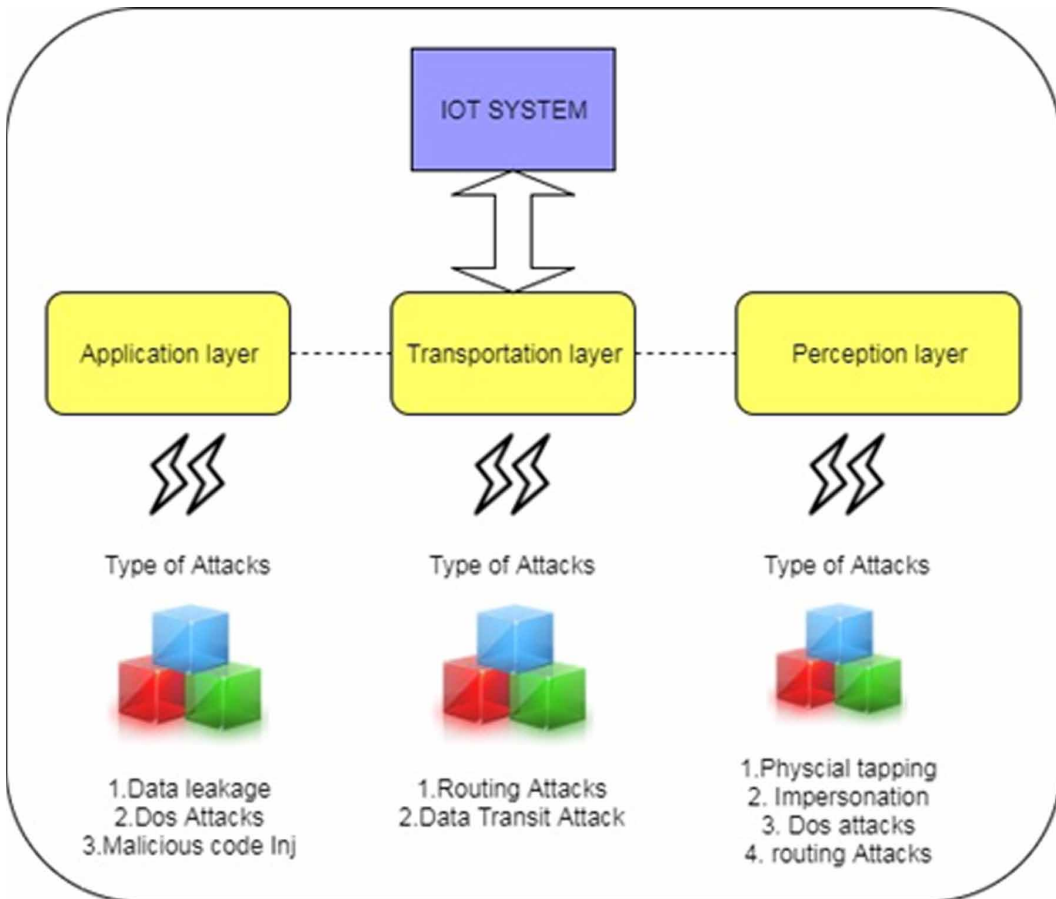 IOT SYSTEM
Application layer
Transportation layer
Perception layer
Type of Attacks
Type of Attacks
Type of Attacks
1.Data leakage
2.Dos Attacks
3.Malicious code Inj
1.Routing Attacks
2.Data Transit Attack
1.Physcial tapping
2. Impersonation
3. Dos attacks
4. routing Attacks